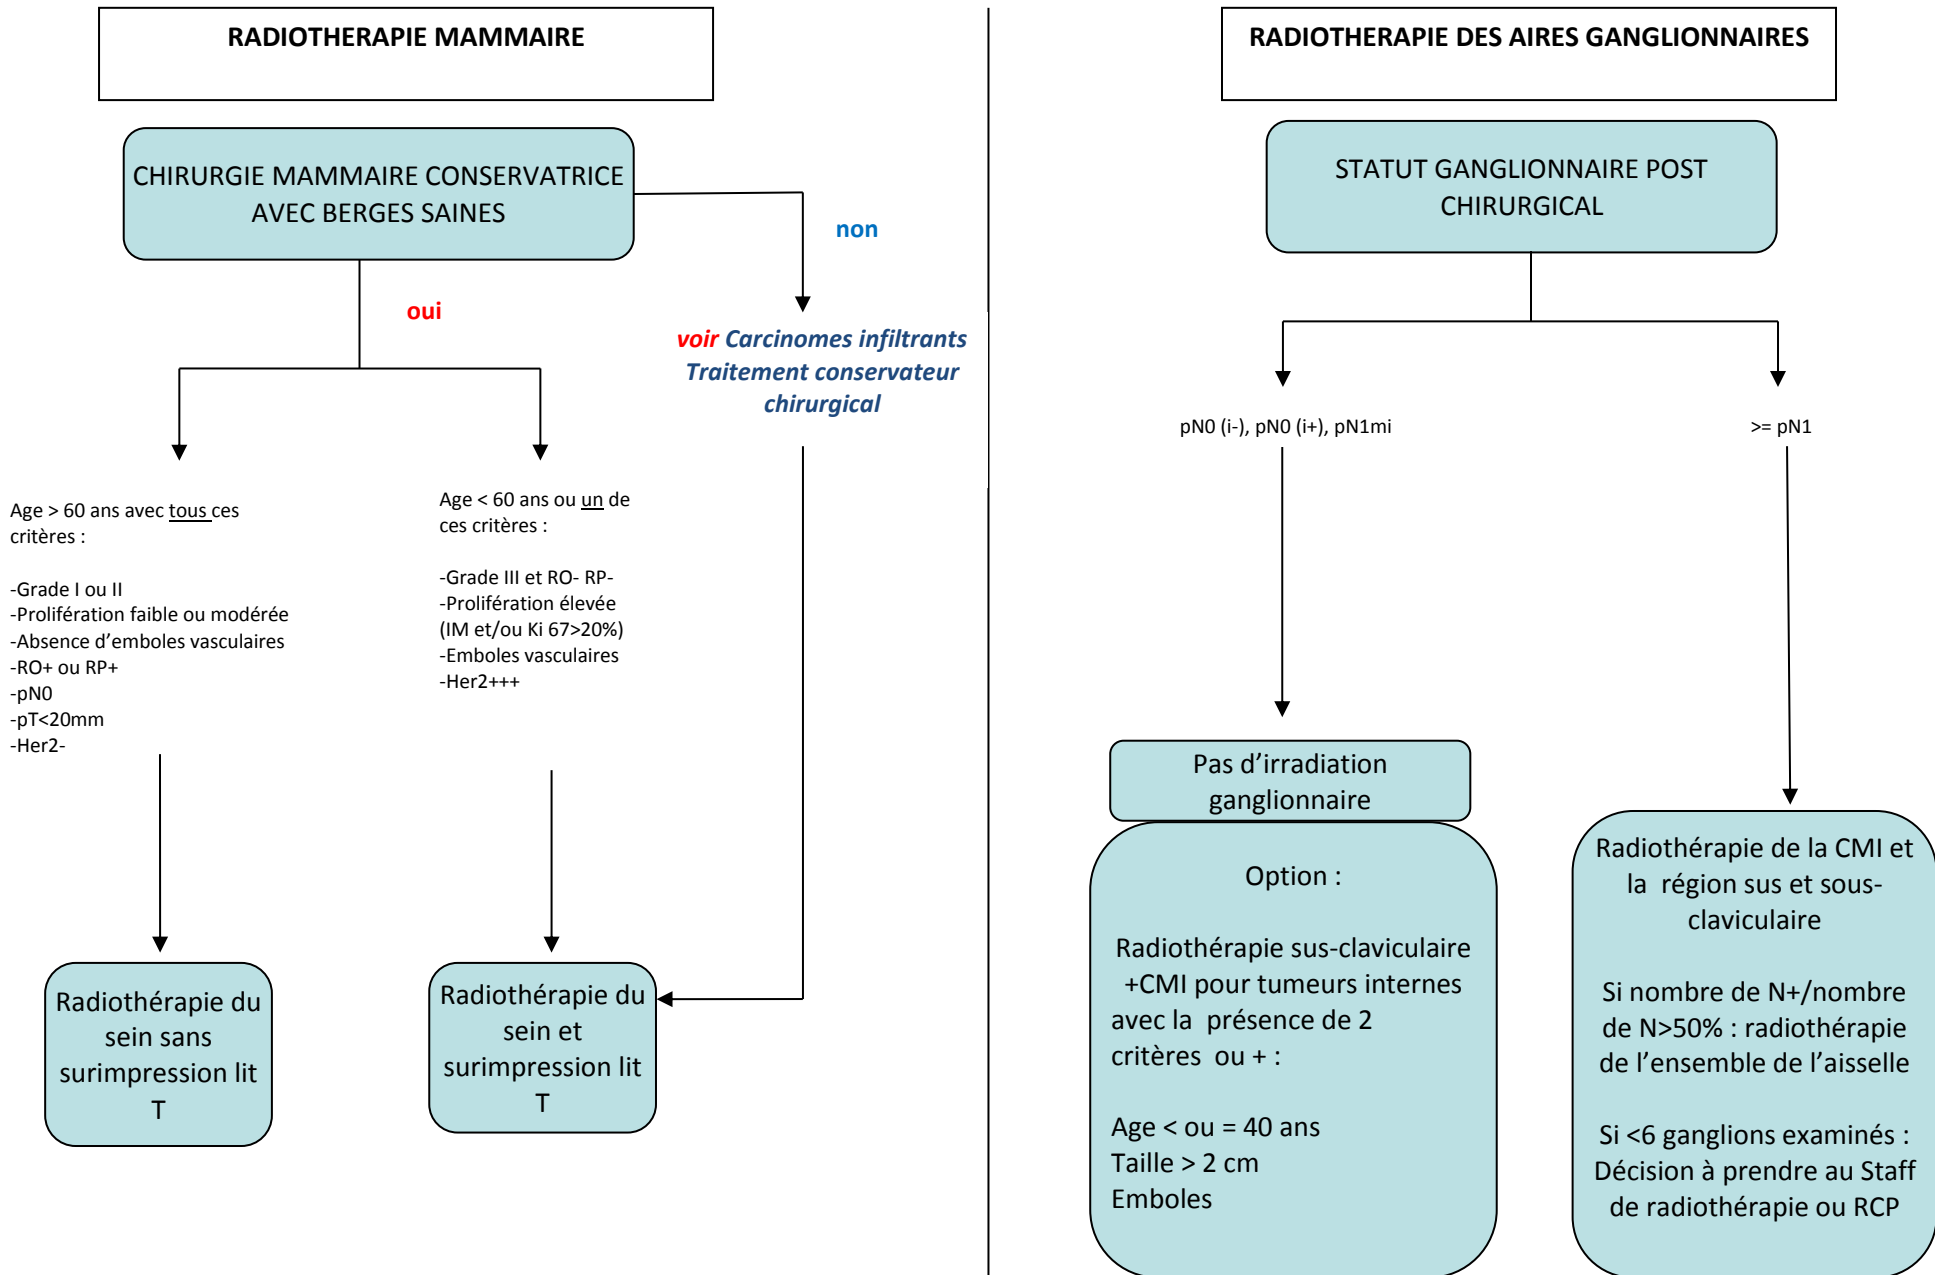 RADIOTHERAPIE MAMMAIRE
CHIRURGIE MAMMAIRE CONSERVATRICE
AVEC BERGES SAINES
non
oui
voir Carcinomes infiltrants
Traitement conservateur
chirurgical
Age > 60 ans avec tous ces
critères :
-Grade I ou II
-Prolifération faible ou modérée
-Absence d’emboles vasculaires
-RO+ ou RP+
-pN0
-pT<20mm
-Her2-
Age < 60 ans ou un de
ces critères :
-Grade III et RO- RP-
-Prolifération élevée
(IM et/ou Ki 67>20%)
-Emboles vasculaires
-Her2+++
Radiothérapie du
sein sans
surimpression lit
T
Radiothérapie du
sein et
surimpression lit
T
RADIOTHERAPIE DES AIRES GANGLIONNAIRES
STATUT GANGLIONNAIRE POST
CHIRURGICAL
pN0 (i-), pN0 (i+), pN1mi
>= pN1
Pas d’irradiation
ganglionnaire
Option :
Radiothérapie sus-claviculaire
+CMI pour tumeurs internes
avec la présence de 2
critères ou + :
Age < ou = 40 ans
Taille > 2 cm
Emboles
Radiothérapie de la CMI et
la région sus et sous-
claviculaire
Si nombre de N+/nombre
de N>50% : radiothérapie
de l’ensemble de l’aisselle
Si <6 ganglions examinés :
Décision à prendre au Staff
de radiothérapie ou RCP